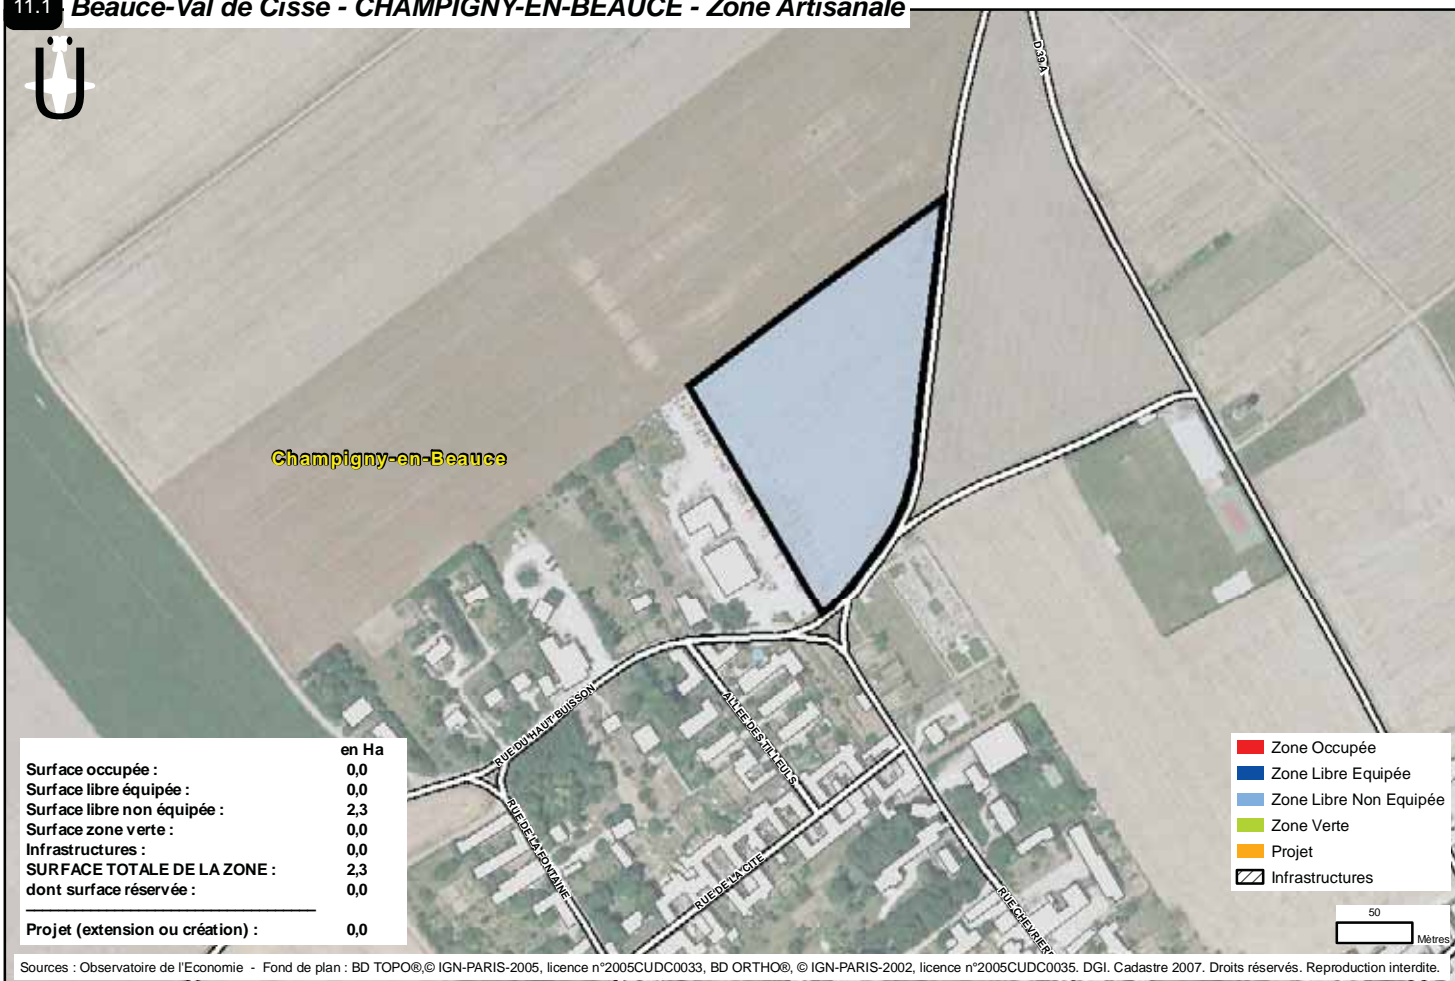 11.1 Beauce-Val de Cisse - CHAMPIGNY-EN-BEAUCE - Zone Artisanale
Ü
D 39 A
Champigny-en-Beauce
RUE DU HAUT BUISSON
ALLEE DES TILLEULS
RUE DE LA FONTAINE
RUE DE LA CITE
en Ha
Surface occupée : 0,0
Surface libre équipée : 0,0
Surface libre non équipée : 2,3
Surface zone verte : 0,0
Infrastructures : 0,0
SURFACE TOTALE DE LA ZONE : 2,3
dont surface réservée : 0,0
Projet (extension ou création) : 0,0
Zone Occupée
Zone Libre Equipée
Zone Libre Non Equipée
Zone Verte
Projet
Infrastructures
50
Mètres
Sources : Observatoire de l'Economie - Fond de plan : BD TOPO®,© IGN-PARIS-2005, licence n°2005CUDC0033, BD ORTHO®, © IGN-PARIS-2002, licence n°2005CUDC0035. DGI. Cadastre 2007. Droits réservés. Reproduction interdite.